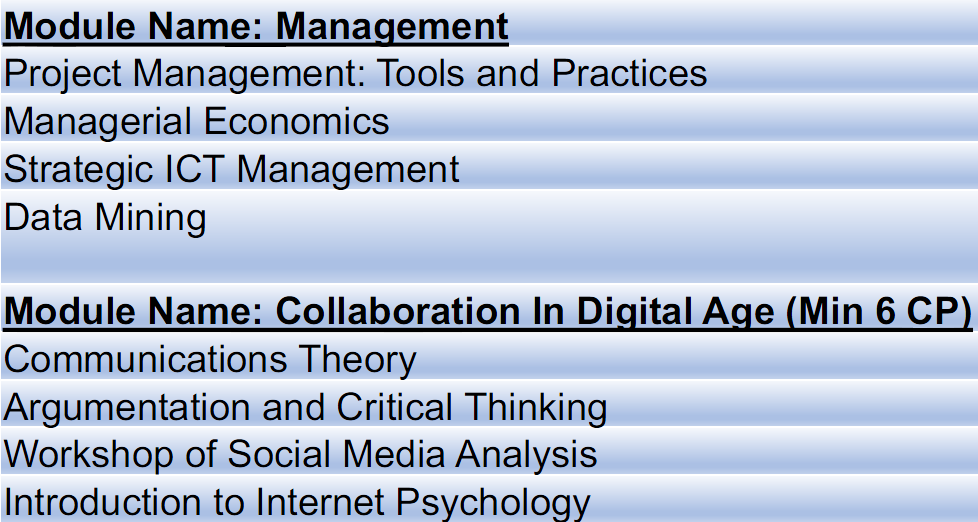 Module Name: Management
Project Management: Tools and Practices
Managerial Economics
Strategic ICT Management
Data Mining
Module Name: Collaboration In Digital Age (Min 6 CP)
Communications Theory
Argumentation and Critical Thinking
Workshop of Social Media Analysis
Introduction to Internet Psychology